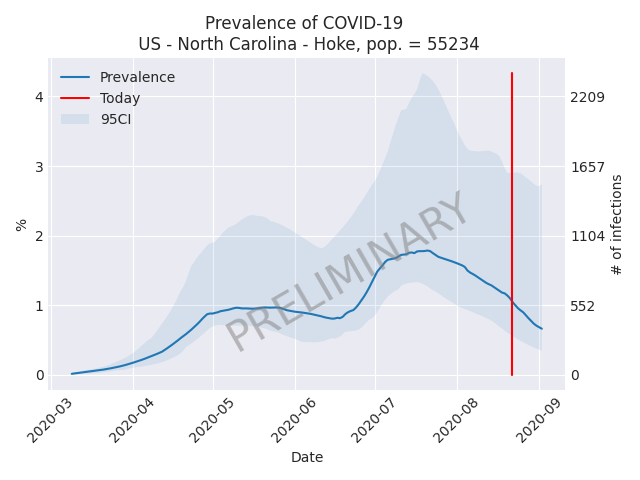 Prevalence of COVID-19
US - North Carolina - Hoke, pop. = 55234
Prevalence
Today
95CI
4
3
2
1
0
%
2209
1657
1104
552
0
# of infections
PRELIMINARY
2020-03
2020-04
2020-05
2020-06
2020-07
2020-08
2020-09
Date